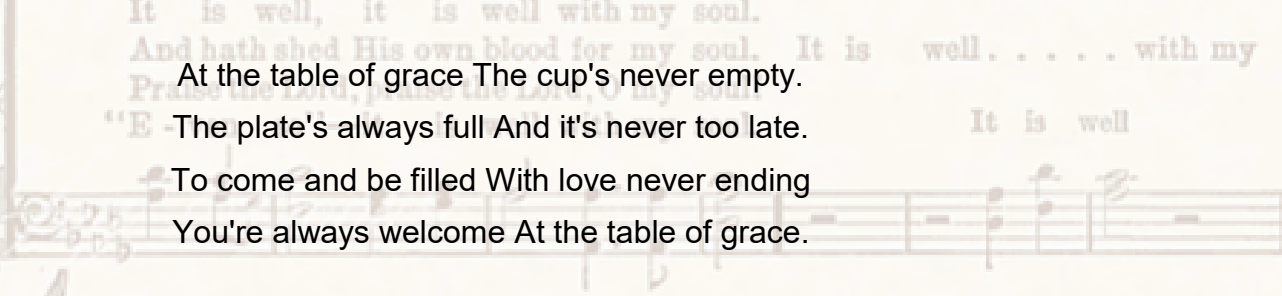 It is well, it is well with my soul.
And hath shed His own blood for my soul. It is well. . . . . with my
At the table of grace The cup's never empty.
Praise the Lord, praise the Lord, O my soul!
The plate's always full And it's never too late.
"E - It is well
To come and be filled With love never ending
You're always welcome At the table of grace.